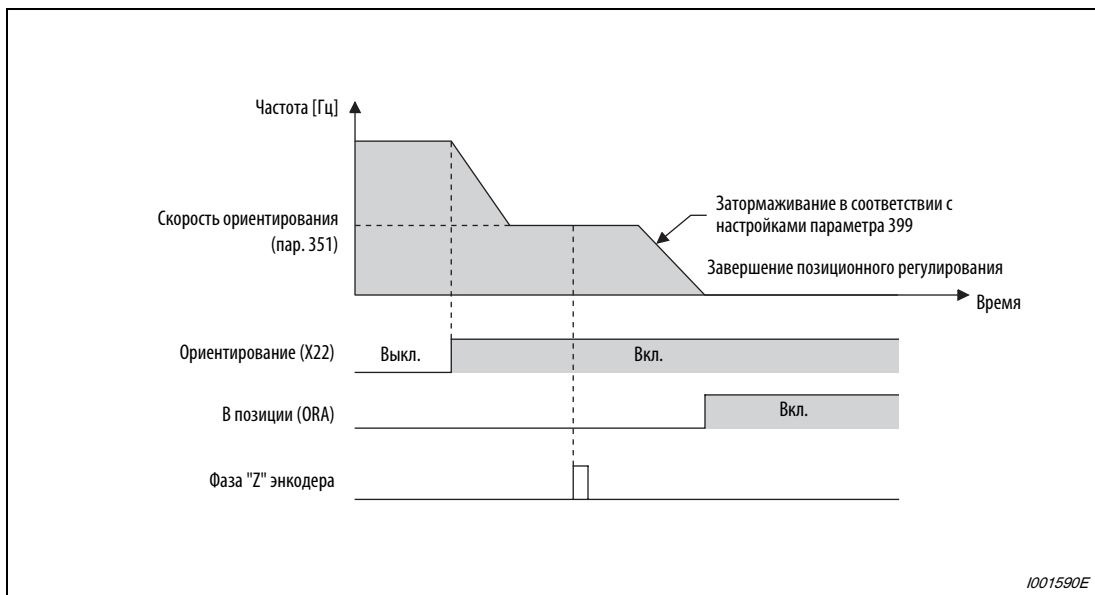 Частота [Гц]
Скорость ориентирования
(пар. 351)
Затормаживание в соответствии с
настройками параметра 399
Завершение позиционного регулирования
Время
Ориентирование (X22)
Выкл.
Вкл.
В позиции (ORA)
Вкл.
Фаза "Z" энкодера
I001590E